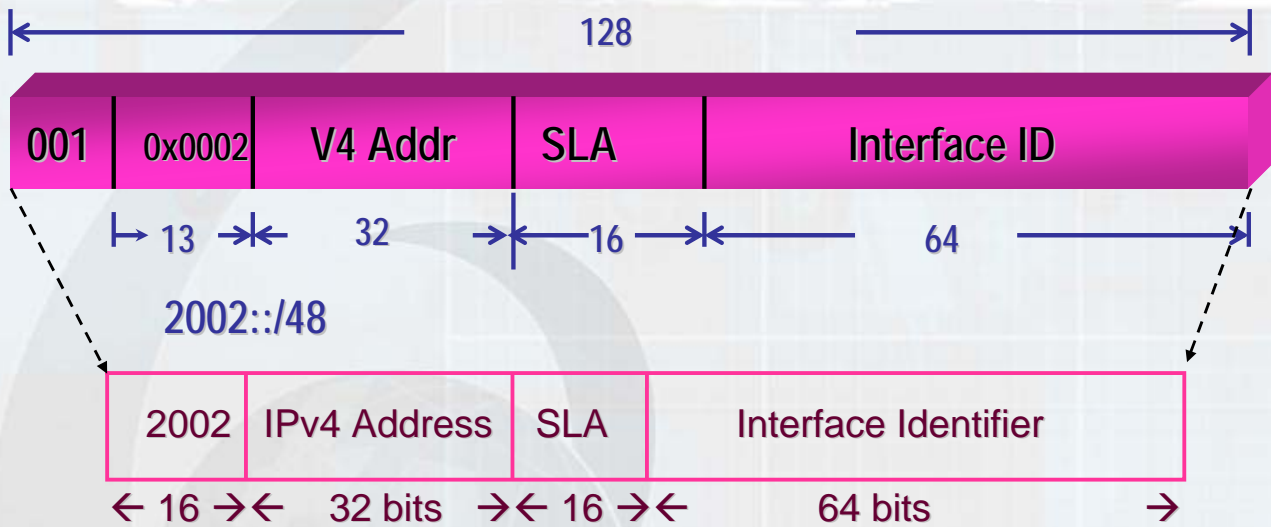 128
001 0x0002 V4 Addr SLA Interface ID
13 32 16 64
2002::/48
2002 IPv4 Address SLA Interface Identifier
← 16 →← 32 bits →← 16 →← 64 bits →